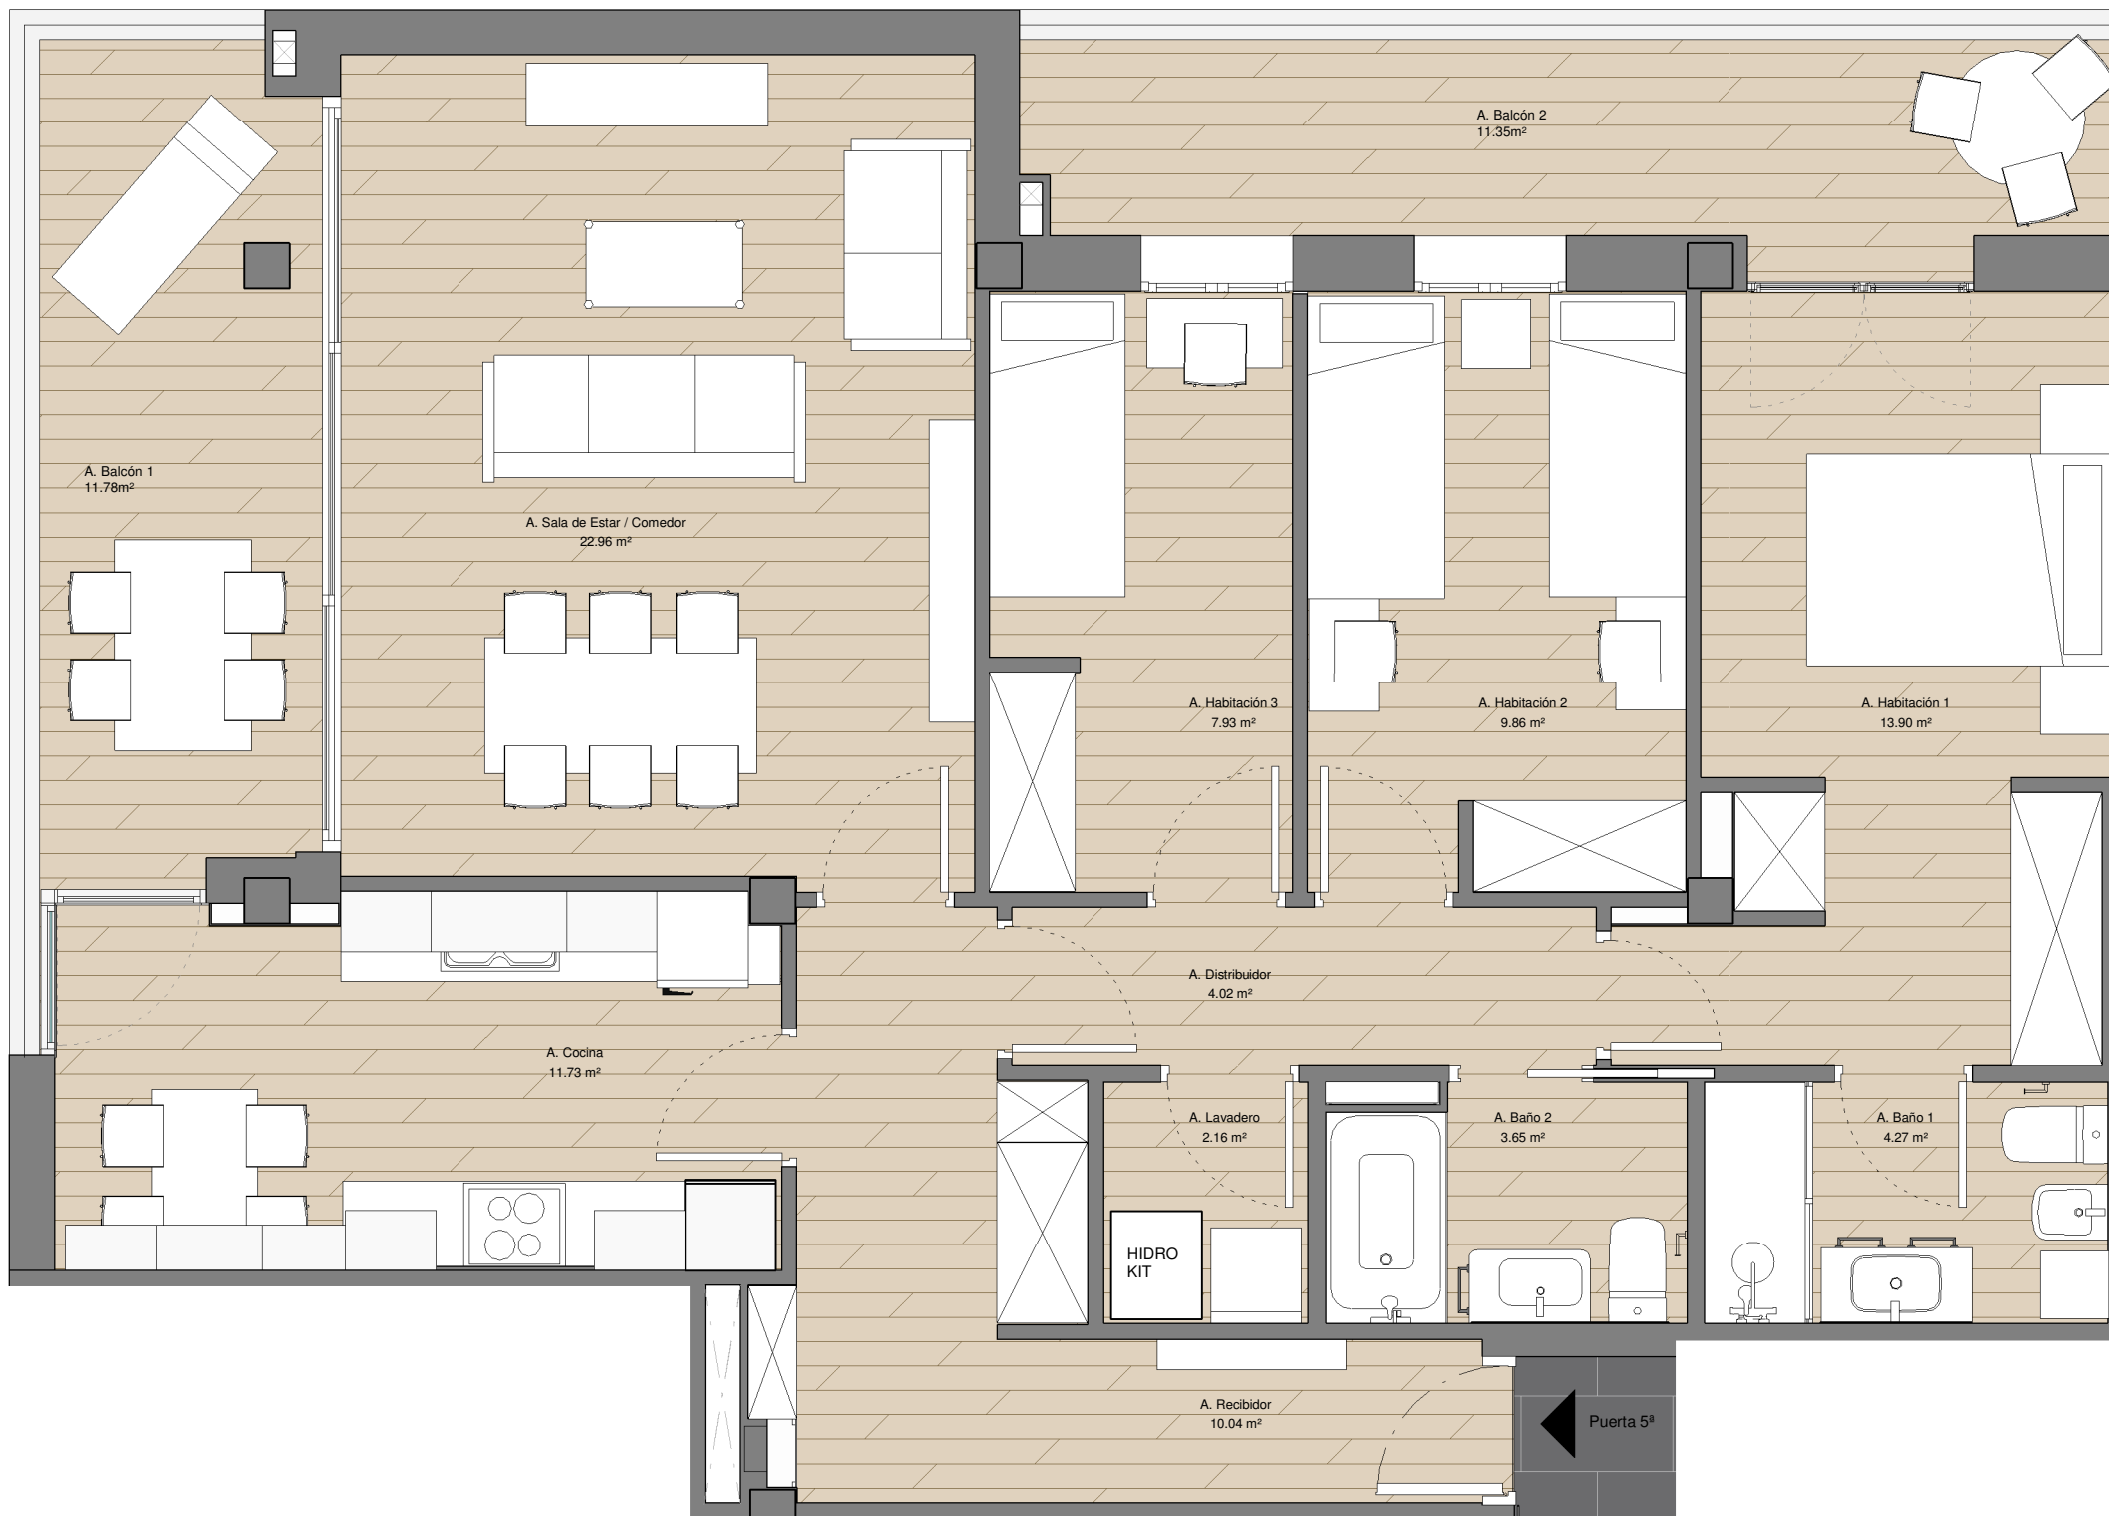 A. Balcón 2
11.35m²
A. Balcón 1
11.78m²
A. Sala de Estar / Comedor
22.96 m²
A. Habitación 3
7.93 m²
A. Habitación 2
9.86 m²
A. Habitación 1
13.90 m²
A. Distribuidor
4.02 m²
A. Cocina
11.73 m²
A. Lavadero
2.16 m²
A. Baño 2
3.65 m²
A. Baño 1
4.27 m²
HIDRO
KIT
A. Recibidor
10.04 m²
Puerta 5ª